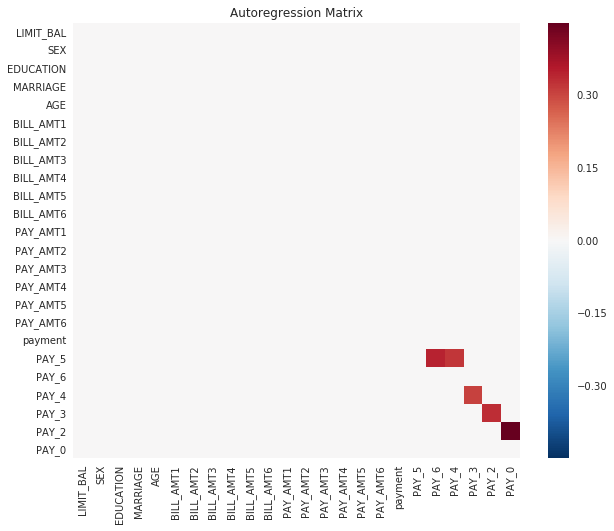 Autoregression Matrix
LIMIT_BAL
SEX
EDUCATION
MARRIAGE
AGE
BILL_AMT1
BILL_AMT2
BILL_AMT3
BILL_AMT4
BILL_AMT5
BILL_AMT6
PAY_AMT1
PAY_AMT2
PAY_AMT3
PAY_AMT4
PAY_AMT5
PAY_AMT6
payment
PAY_5
PAY_6
PAY_4
PAY_3
PAY_2
PAY_0
LIMIT_BAL
SEX
EDUCATION
MARRIAGE
AGE
BILL_AMT1
BILL_AMT2
BILL_AMT3
BILL_AMT4
BILL_AMT5
BILL_AMT6
PAY_AMT1
PAY_AMT2
PAY_AMT3
PAY_AMT4
PAY_AMT5
PAY_AMT6
payment
PAY_5
PAY_6
PAY_4
PAY_3
PAY_2
PAY_0
0.30
0.15
0.00
−0.15
−0.30